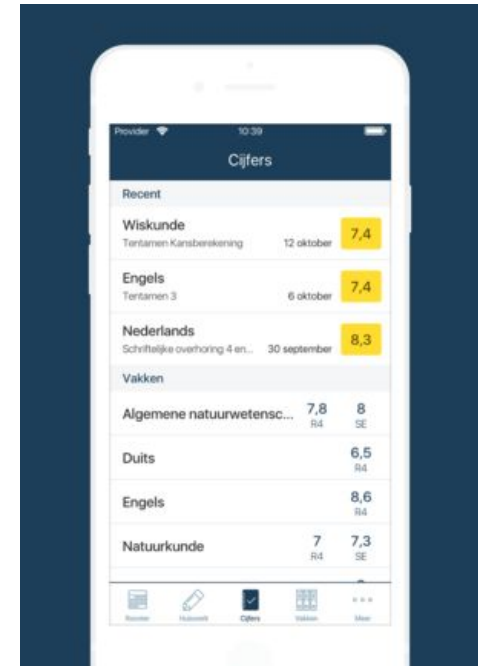 Provider 10:39
Cijfers
Recent
Wiskunde
Tentamen Kansberekening 12 oktober 7,4
Engels
Tentamen 3 6 oktober 7,4
Nederlands
Schriftelijke overhoring 4 en... 30 september 8,3
Vakken
Algemene natuurwetensc... 7,8 8
R4 SE
Duits 6,5
R4
Engels 8,6
R4
Natuurkunde 7 7,3
R4 SE
Rooster Huiswerk Cijfers Vakken Meer